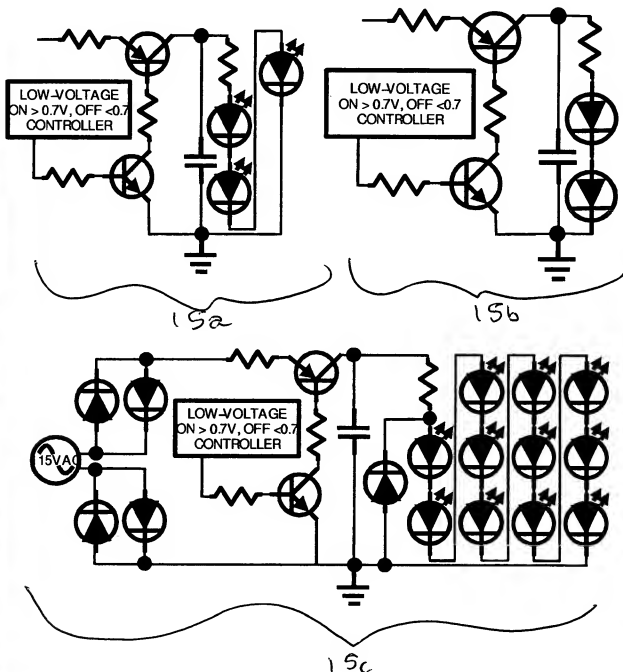 LOW-VOLTAGE
ON > 0.7V, OFF <0.7
CONTROLLER
LOW-VOLTAGE
ON > 0.7V, OFF <0.7
CONTROLLER
15a
15b
LOW-VOLTAGE
ON > 0.7V, OFF <0.7
CONTROLLER
15VAC
15c